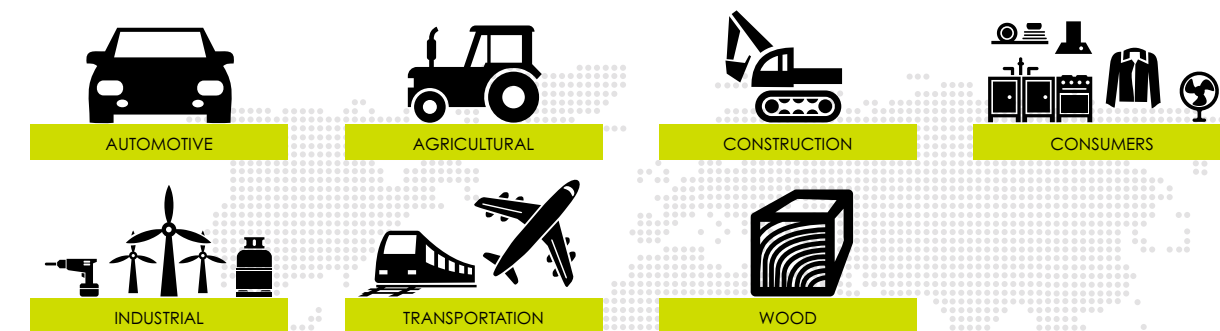 AUTOMOTIVE
AGRICULTURAL
CONSTRUCTION
CONSUMERS
INDUSTRIAL
TRANSPORTATION
WOOD